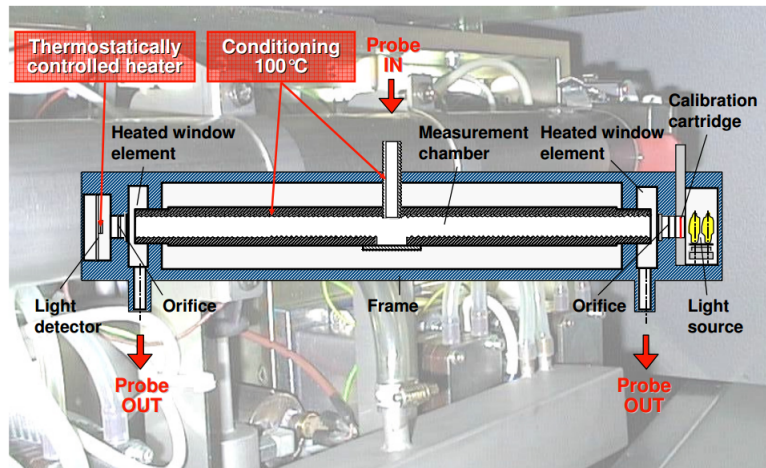 Thermostatically
controlled heater
Conditioning
100°C
Probe
IN
Calibration
cartridge
Heated window
element
Measurement
chamber
Heated window
element
Light
detector
Orifice
Frame
Orifice
Light
source
Probe
OUT
Probe
OUT